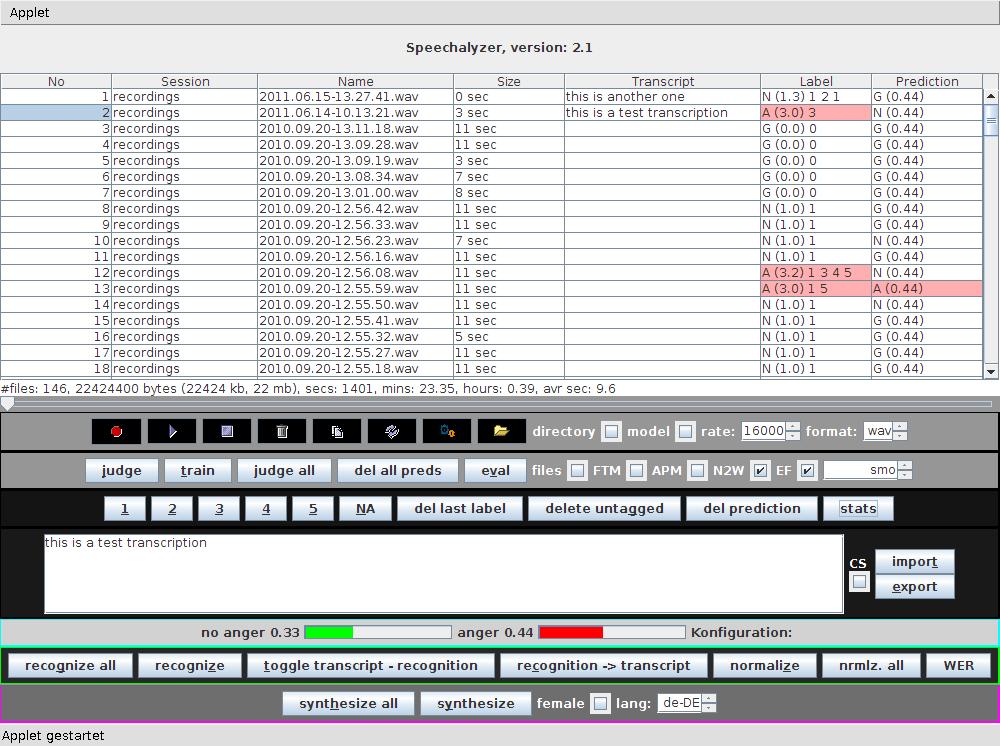 Applet
Speechalyzer, version: 2.1
No Session Name Size Transcript Label Prediction
1 recordings 2011.06.15-13.27.41.wav 0 sec this is another one N (1.3) 1 2 1 G (0.44)
2 recordings 2011.06.14-10.13.21.wav 3 sec this is a test transcription A (3.0) 3 N (0.44)
3 recordings 2010.09.20-13.11.18.wav 11 sec G (0.0) 0 G (0.44)
4 recordings 2010.09.20-13.09.28.wav 11 sec G (0.0) 0 G (0.44)
5 recordings 2010.09.20-13.09.19.wav 3 sec G (0.0) 0 N (0.44)
6 recordings 2010.09.20-13.08.34.wav 7 sec G (0.0) 0 G (0.44)
7 recordings 2010.09.20-13.01.00.wav 8 sec G (0.0) 0 G (0.44)
8 recordings 2010.09.20-12.56.42.wav 11 sec N (1.0) 1 G (0.44)
9 recordings 2010.09.20-12.56.33.wav 11 sec N (1.0) 1 G (0.44)
10 recordings 2010.09.20-12.56.23.wav 7 sec N (1.0) 1 N (0.44)
11 recordings 2010.09.20-12.56.16.wav 11 sec N (1.0) 1 G (0.44)
12 recordings 2010.09.20-12.56.08.wav 11 sec A (3.2) 1 3 4 5 N (0.44)
13 recordings 2010.09.20-12.55.59.wav 11 sec A (3.0) 1 5 A (0.44)
14 recordings 2010.09.20-12.55.50.wav 11 sec N (1.0) 1 N (0.44)
15 recordings 2010.09.20-12.55.41.wav 11 sec N (1.0) 1 G (0.44)
16 recordings 2010.09.20-12.55.32.wav 5 sec N (1.0) 1 G (0.44)
17 recordings 2010.09.20-12.55.27.wav 11 sec N (1.0) 1 G (0.44)
18 recordings 2010.09.20-12.55.18.wav 11 sec N (1.0) 1 G (0.44)
#files: 146, 22424400 bytes (22424 kb, 22 mb), secs: 1401, mins: 23.35, hours: 0.39, avr sec: 9.6
directory model rate: 16000 format: wav
judge train judge all del all preds eval files FTM APM N2W EF smo
1 2 3 4 5 NA del last label delete untagged del prediction stats
this is a test transcription
CS import
export
no anger 0.33 anger 0.44 Konfiguration:
recognize all recognize toggle transcript - recognition recognition -> transcript normalize nrmlz. all WER
synthesize all synthesize female lang: de-DE
Applet gestartet